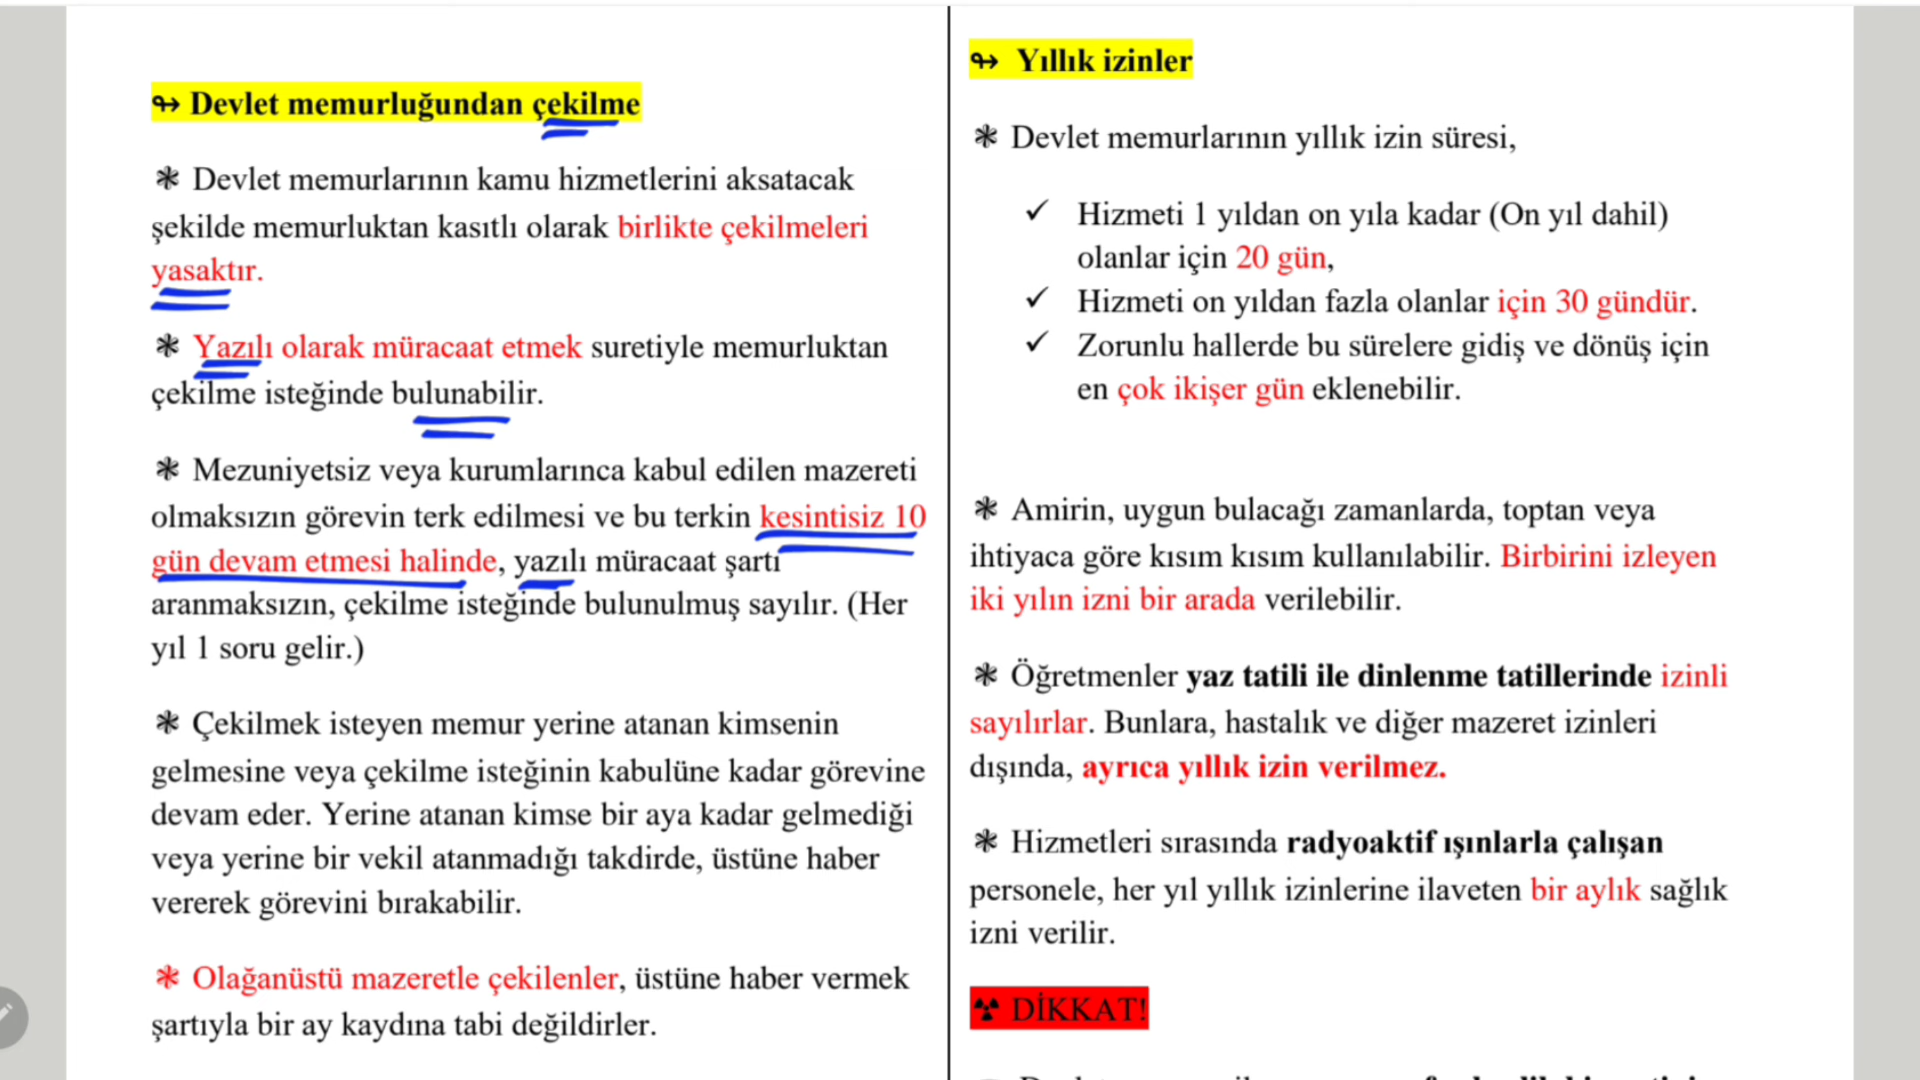 Devlet memurluğundan çekilme
Devlet memurlarının kamu hizmetlerini aksatacak
şekilde memurluktan kasıtlı olarak birlikte çekilmeleri
yasaktır.
Yazılı olarak müracaat etmek suretiyle memurluktan
çekilme isteğinde bulunabilir.
Mezuniyetsiz veya kurumlarınca kabul edilen mazereti
olmaksızın görevin terk edilmesi ve bu terkin kesintisiz 10
gün devam etmesi halinde, yazılı müracaat şartı
aranmaksızın, çekilme isteğinde bulunulmuş sayılır. (Her
yıl 1 soru gelir.)
Çekilmek isteyen memur yerine atanan kimsenin
gelmesine veya çekilme isteğinin kabulüne kadar görevine
devam eder. Yerine atanan kimse bir aya kadar gelmediği
veya yerine bir vekil atanmadığı takdirde, üstüne haber
vererek görevini bırakabilir.
Olağanüstü mazeretle çekilenler, üstüne haber vermek
şartıyla bir ay kaydına tabi değildirler.
Yıllık izinler
Devlet memurlarının yıllık izin süresi,
Hizmeti 1 yıldan on yıla kadar (On yıl dahil)
olanlar için 20 gün,
Hizmeti on yıldan fazla olanlar için 30 gündür.
Zorunlu hallerde bu sürelere gidiş ve dönüş için
en çok ikişer gün eklenebilir.
Amirin, uygun bulacağı zamanlarda, toptan veya
ihtiyaca göre kısım kısım kullanılabilir. Birbirini izleyen
iki yılın izni bir arada verilebilir.
Öğretmenler yaz tatili ile dinlenme tatillerinde izinli
sayılırlar. Bunlara, hastalık ve diğer mazeret izinleri
dışında, ayrıca yıllık izin verilmez.
Hizmetleri sırasında radyoaktif ışınlarla çalışan
personele, her yıl yıllık izinlerine ilaveten bir aylık sağlık
izni verilir.
DİKKAT!